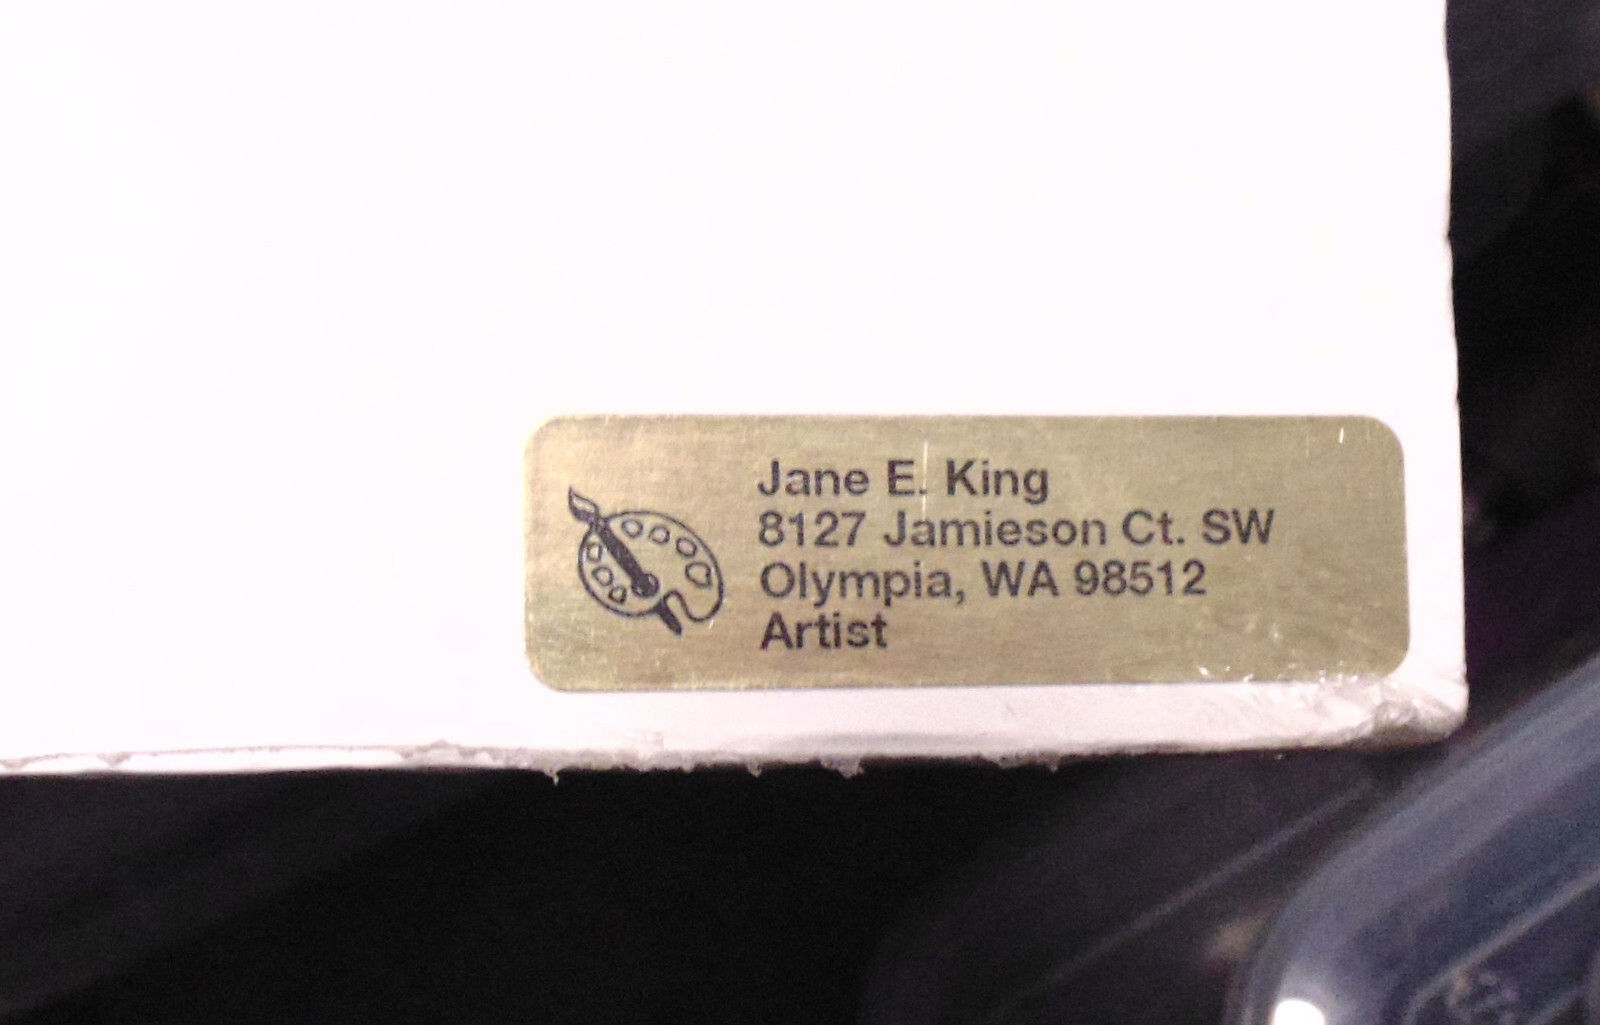 Jane E. King
8127 Jamieson Ct. SW
Olympia, WA 98512
Artist